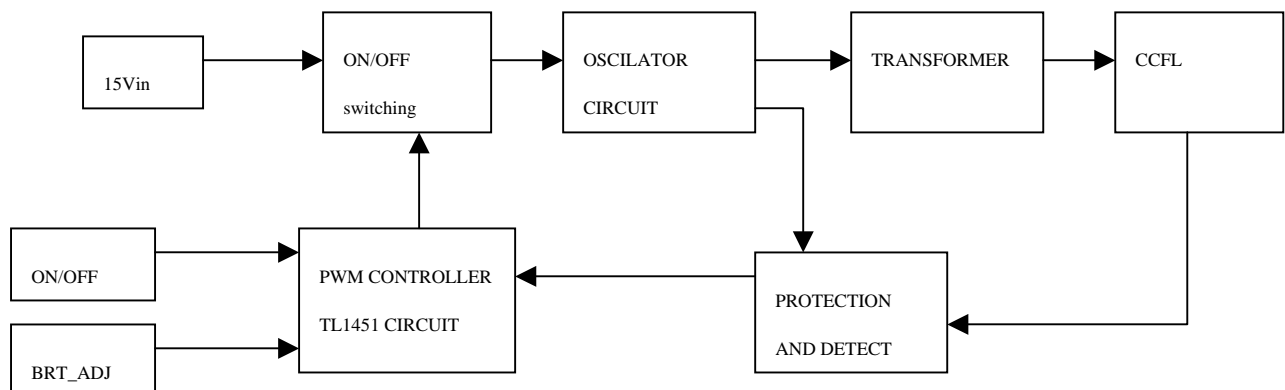 15Vin
ON/OFF
switching
OSCILATOR
CIRCUIT
TRANSFORMER
CCFL
ON/OFF
BRT_ADJ
PWM CONTROLLER
TL1451 CIRCUIT
PROTECTION
AND DETECT